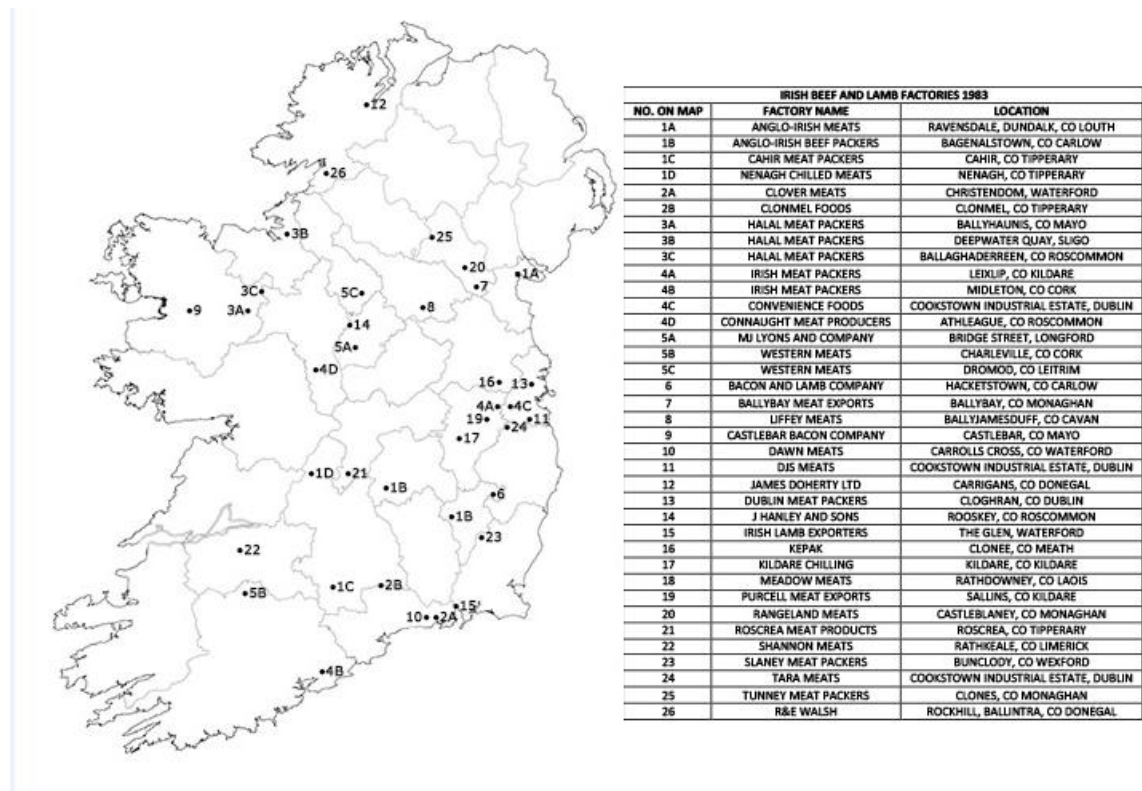 12
26
3B
25
20
1A
7
3C
5C
9
3A
8
14
5A
4D
16
13
4A
4C
19
24
11
17
1D
21
1B
6
1B
23
22
1C
2B
5B
15'
10
2A
4B
IRISH BEEF AND LAMB FACTORIES 1983
NO. ON MAP FACTORY NAME LOCATION
1A ANGLO-IRISH MEATS RAVENSDALE, DUNDALK, CO LOUTH
1B ANGLO-IRISH BEEF PACKERS BAGENALSTOWN, CO CARLOW
1C CAHIR MEAT PACKERS CAHIR, CO TIPPERARY
1D NENAGH CHILLED MEATS NENAGH, CO TIPPERARY
2A CLOVER MEATS CHRISTENDOM, WATERFORD
2B CLONMEL FOODS CLONMEL, CO TIPPERARY
3A HALAL MEAT PACKERS BALLYHAUNIS, CO MAYO
3B HALAL MEAT PACKERS DEEPWATER QUAY, SLIGO
3C HALAL MEAT PACKERS BALLAGHADERREEN, CO ROSCOMMON
4A IRISH MEAT PACKERS LEIXLIP, CO KILDARE
4B IRISH MEAT PACKERS MIDLETON, CO CORK
4C CONVENIENCE FOODS COOKSTOWN INDUSTRIAL ESTATE, DUBLIN
4D CONNAUGHT MEAT PRODUCERS ATHLEAGUE, CO ROSCOMMON
5A MJ LYONS AND COMPANY BRIDGE STREET, LONGFORD
5B WESTERN MEATS CHARLEVILLE, CO CORK
5C WESTERN MEATS DROMOD, CO LEITRIM
6 BACON AND LAMB COMPANY HACKETSTOWN, CO CARLOW
7 BALLYBAY MEAT EXPORTS BALLYBAY, CO MONAGHAN
8 LIFFEY MEATS BALLYJAMESDUFF, CO CAVAN
9 CASTLEBAR BACON COMPANY CASTLEBAR, CO MAYO
10 DAWN MEATS CARROLLS CROSS, CO WATERFORD
11 DJS MEATS COOKSTOWN INDUSTRIAL ESTATE, DUBLIN
12 JAMES DOHERTY LTD CARRIGANS, CO DONEGAL
13 DUBLIN MEAT PACKERS CLOGHRAN, CO DUBLIN
14 J HANLEY AND SONS ROOSKEY, CO ROSCOMMON
15 IRISH LAMB EXPORTERS THE GLEN, WATERFORD
16 KEPAK CLONEE, CO MEATH
17 KILDARE CHILLING KILDARE, CO KILDARE
18 MEADOW MEATS RATHDOWNEY, CO LAOIS
19 PURCELL MEAT EXPORTS SALLINS, CO KILDARE
20 RANGELAND MEATS CASTLEBLANEY, CO MONAGHAN
21 ROSCREA MEAT PRODUCTS ROSCREA, CO TIPPERARY
22 SHANNON MEATS RATHKEALE, CO LIMERICK
23 SLANEY MEAT PACKERS BUNCLODY, CO WEXFORD
24 TARA MEATS COOKSTOWN INDUSTRIAL ESTATE, DUBLIN
25 TUNNEY MEAT PACKERS CLONES, CO MONAGHAN
26 R&E WALSH ROCKHILL, BALLINTRA, CO DONEGAL